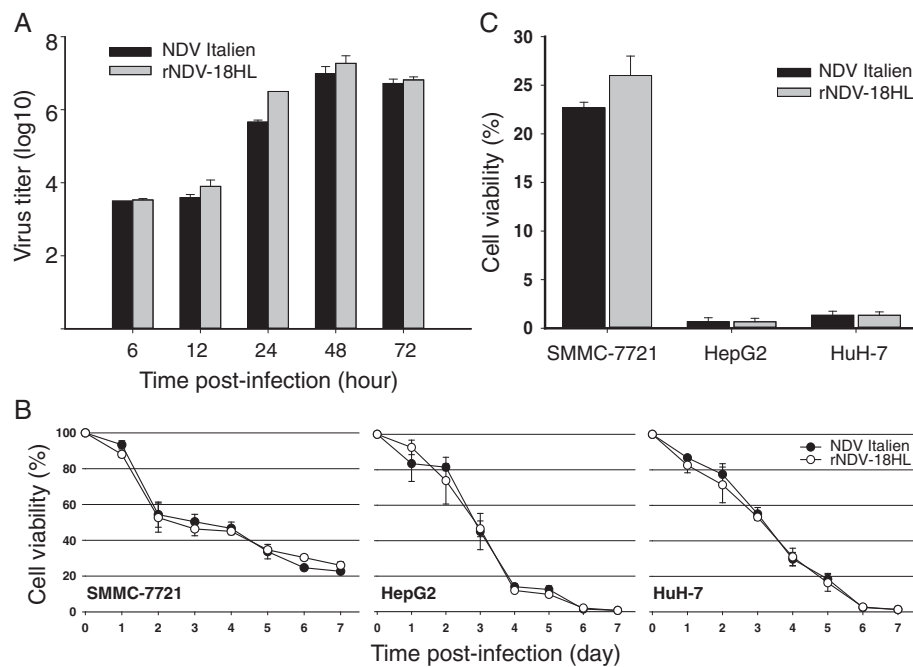 A
NDV Italien
rNDV-18HL
Virus titer (log10)
8
6
4
2
0
6 12 24 48 72
Time post-infection (hour)
C
NDV Italien
rNDV-18HL
Cell viability (%)
30
25
20
15
10
5
0
SMMC-7721 HepG2 HuH-7
B
Cell viability (%)
100
80
60
40
20
0
SMMC-7721
0 1 2 3 4 5 6 7
HepG2
0 1 2 3 4 5 6 7
NDV Italien
rNDV-18HL
HuH-7
0 1 2 3 4 5 6 7
Time post-infection (day)